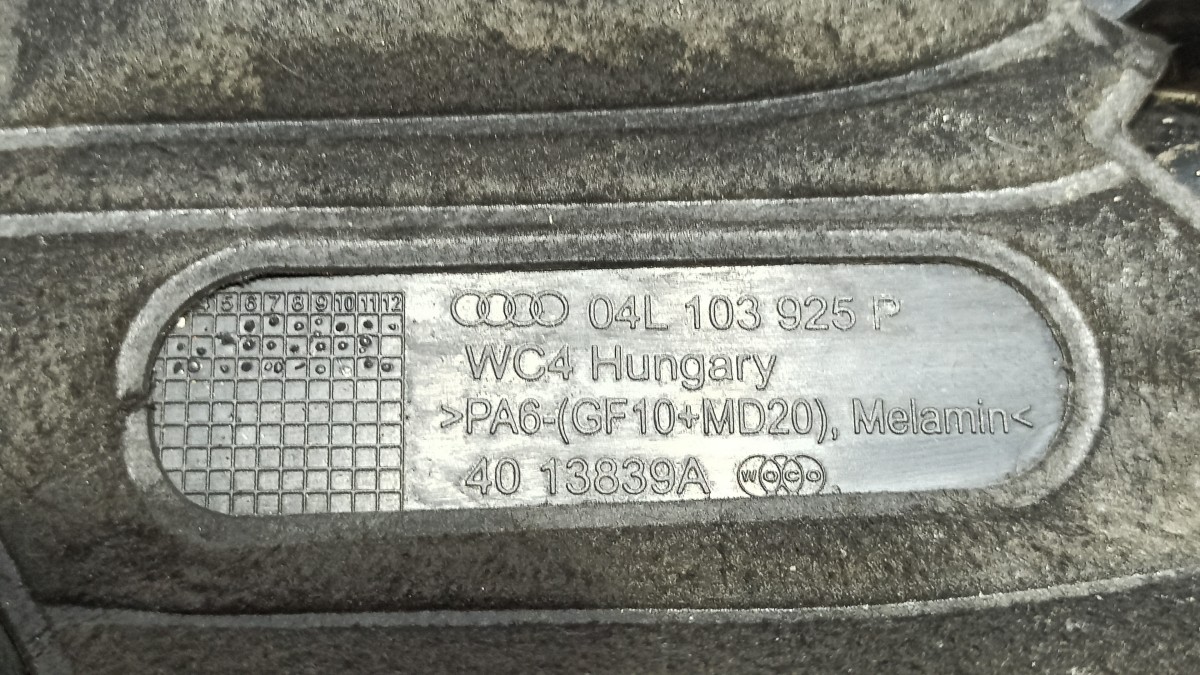 5 6 7 8 9 10 11 12
04L 103 925 P
WC4 Hungary
>PA6-(GF10+MD20), Melamin<
40 13839A WOCO